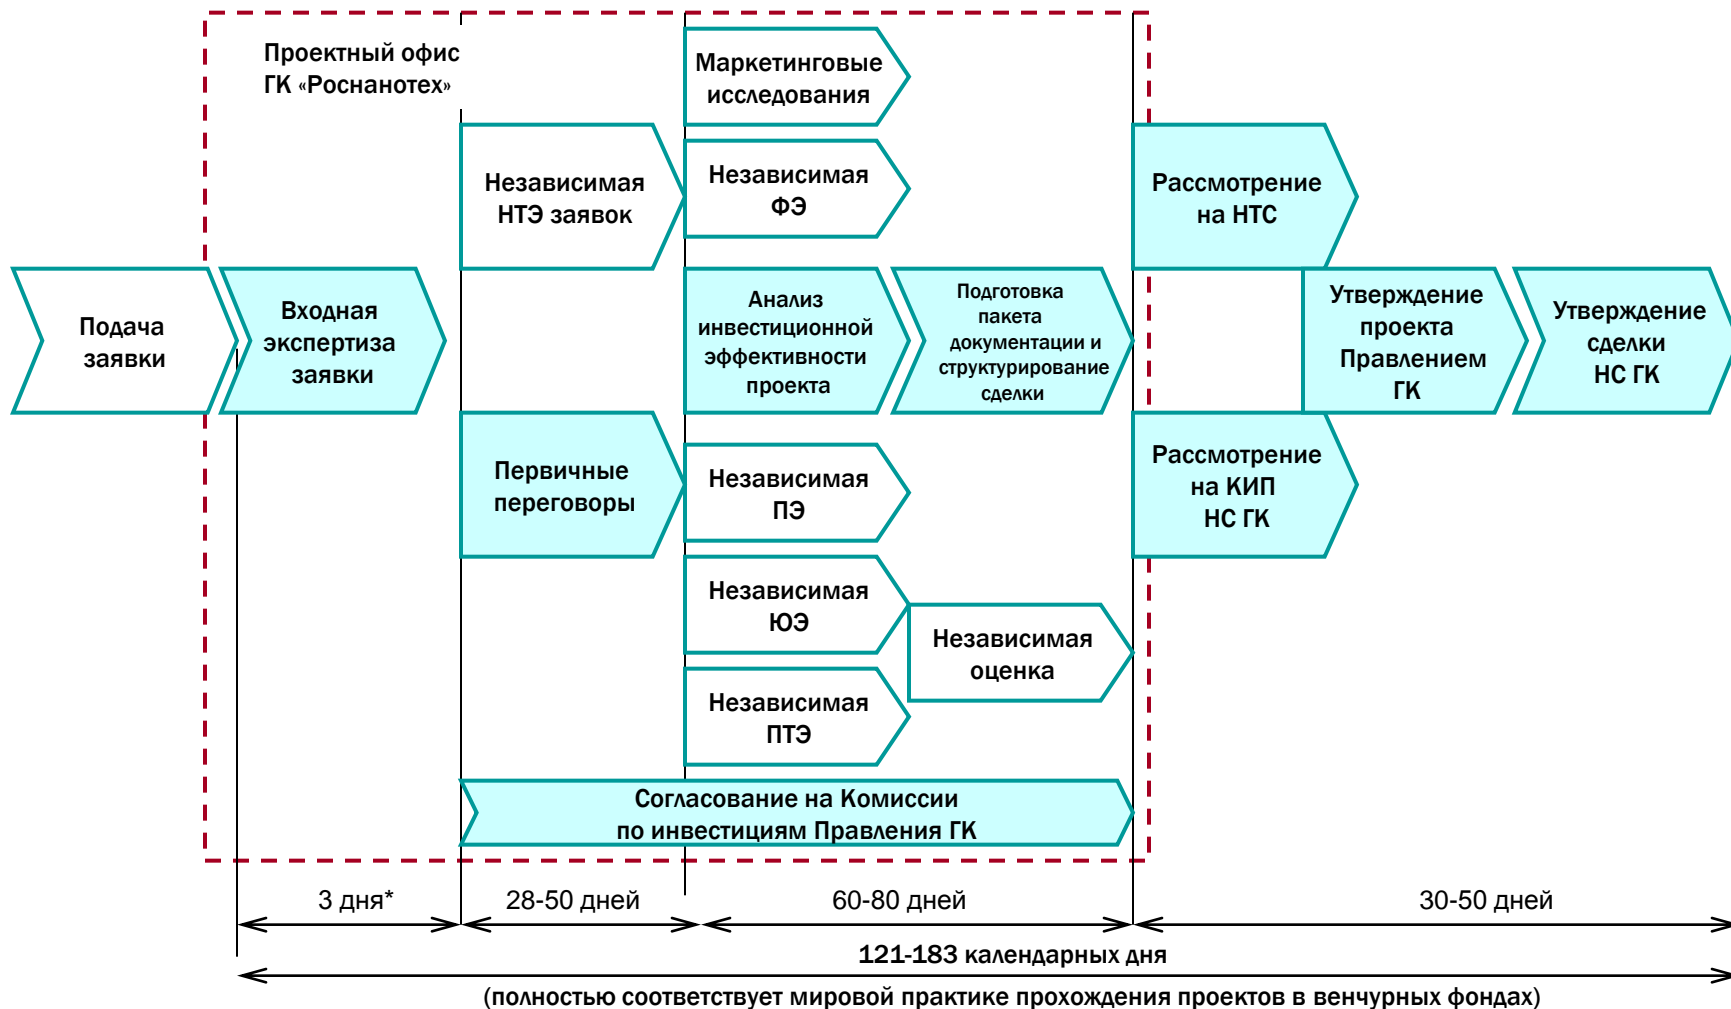 Проектный офис
ГК «Роснанотех»
Маркетинговые
исследования
Независимая
НТЭ заявок
Независимая
ФЭ
Рассмотрение
на НТС
Подача
заявки
Входная
экспертиза
заявки
Анализ
инвестиционной
эффективности
проекта
Подготовка
пакета
документации и
структурирование
сделки
Утверждение
проекта
Правлением
ГК
Утверждение
сделки
НС ГК
Первичные
переговоры
Независимая
ПЭ
Рассмотрение
на КИП
НС ГК
Независимая
ЮЭ
Независимая
оценка
Независимая
ПТЭ
Согласование на Комиссии
по инвестициям Правления ГК
3 дня*
28-50 дней
60-80 дней
30-50 дней
121-183 календарных дня
(полностью соответствует мировой практике прохождения проектов в венчурных фондах)